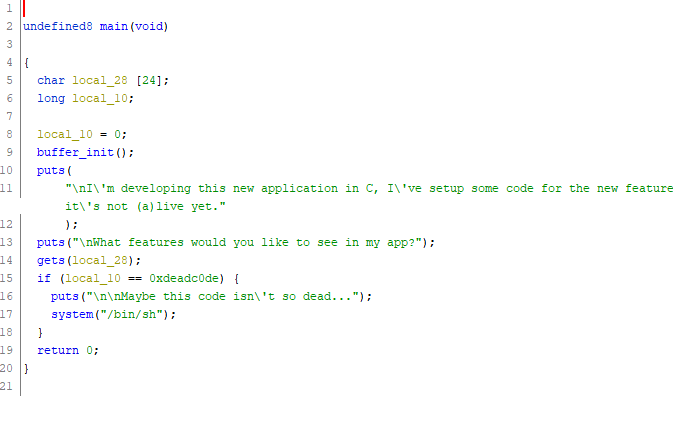 1
2 undefined8 main(void)
3
4 {
5 char local_28 [24];
6 long local_10;
7
8 local_10 = 0;
9 buffer_init();
10 puts(
11 "\nI\'m developing this new application in C, I\'ve setup some code for the new feature
it\'s not (a)live yet."
12 );
13 puts("\nWhat features would you like to see in my app?");
14 gets(local_28);
15 if (local_10 == 0xdeadc0de) {
16 puts("\n\nMaybe this code isn\'t so dead...");
17 system("/bin/sh");
18 }
19 return 0;
20 }
21